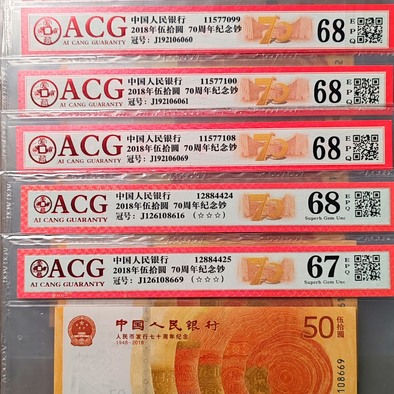 ACG
AI CANG GUARANTY
中国人民银行 11577099
2018年伍拾圆 70周年纪念钞
冠号: J192106060
70
68
EPQ
ACG
AI CANG GUARANTY
中国人民银行 11577100
2018年伍拾圆 70周年纪念钞
冠号: J192106061
70
68
EPQ
ACG
AI CANG GUARANTY
中国人民银行 11577108
2018年伍拾圆 70周年纪念钞
冠号: J192106069
70
68
EPQ
ACG
AI CANG GUARANTY
中国人民银行 12884424
2018年伍拾圆 70周年纪念钞
冠号: J126108616 (☆☆☆)
70
68
EPQ
Superb Gem Unc
ACG
AI CANG GUARANTY
中国人民银行 12884425
2018年伍拾圆 70周年纪念钞
冠号: J126108669 (☆☆☆)
70
67
EPQ
Superb Gem Unc
中国人民银行
人民币发行七十周年纪念
1948-2018
50伍拾圆